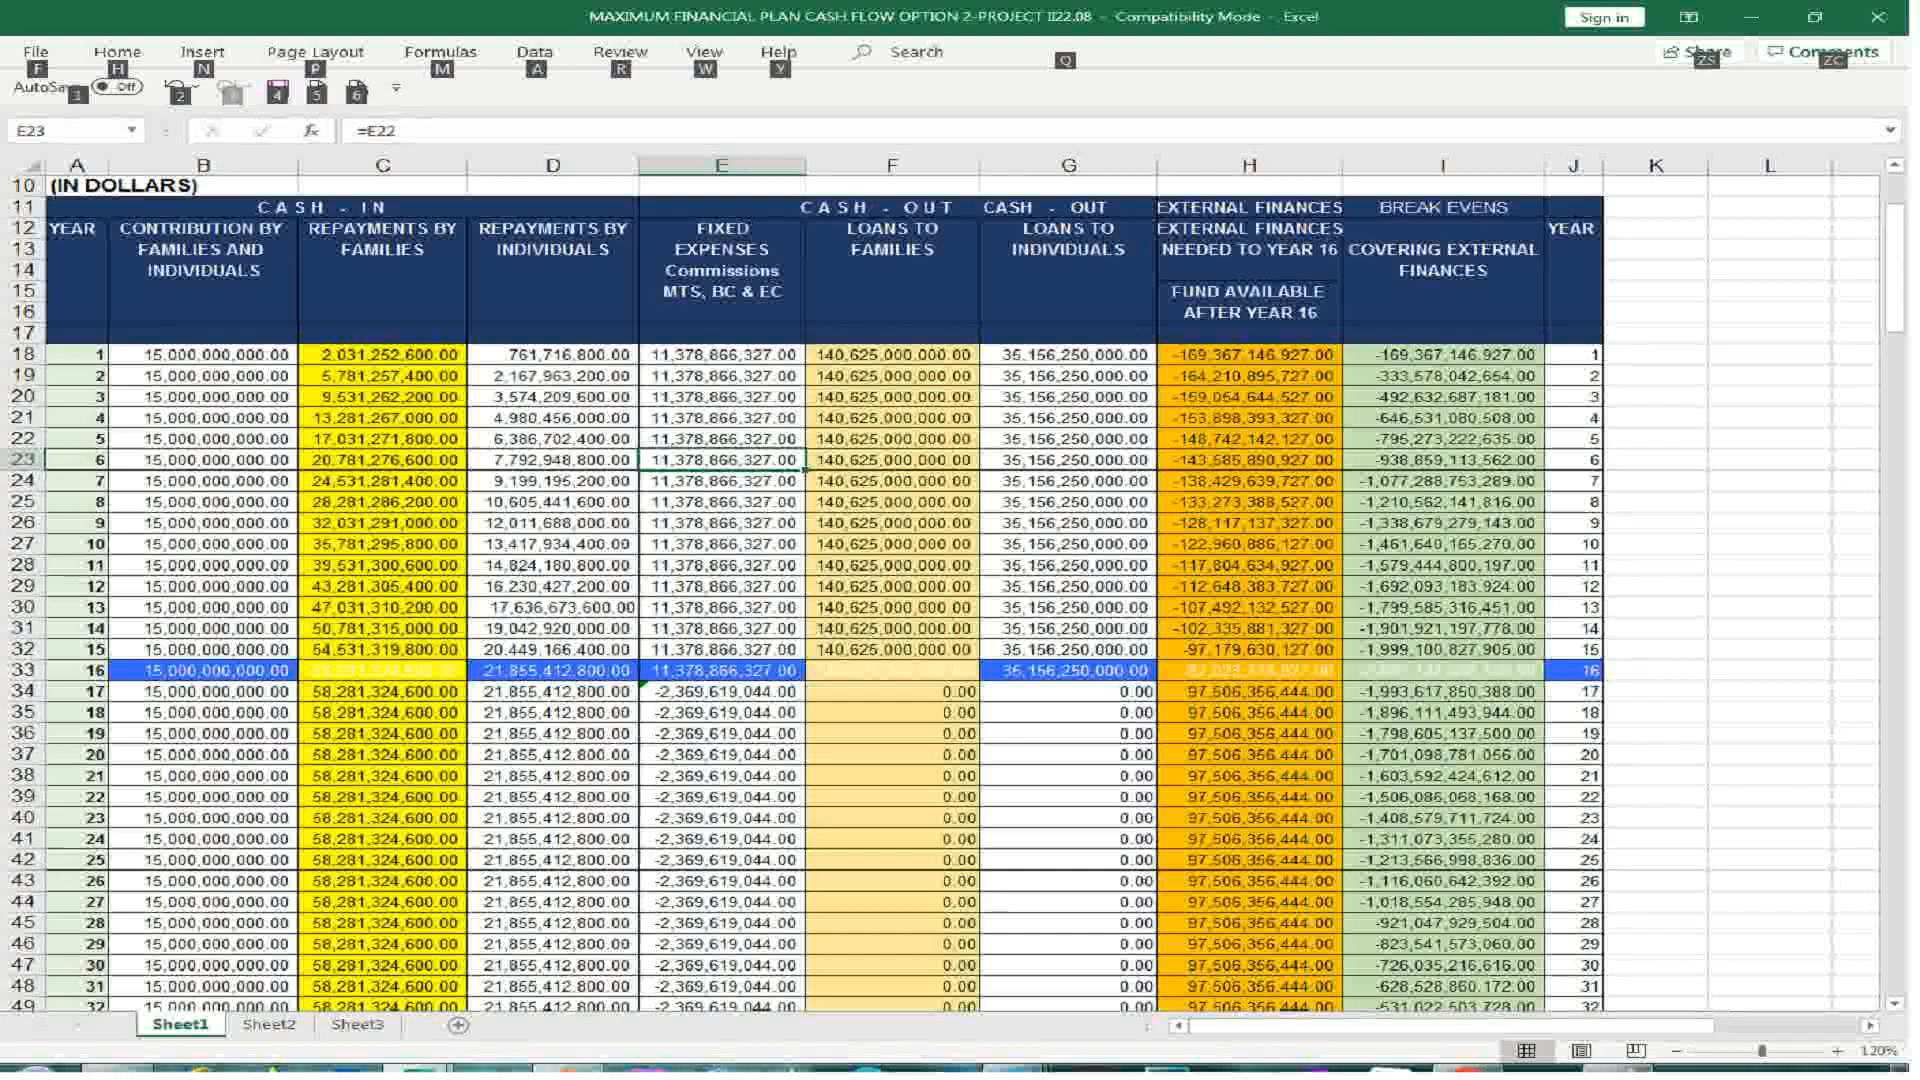 MAXIMUM FINANCIAL PLAN CASH FLOW OPTION 2-PROJECT II22.08 - Compatibility Mode - Excel
Sign in
File Home Insert Page Layout Formulas Data Review View Help Search Share Comments
F H N P M A R W Y Q ZS ZC
AutoSa Off
1 2 3 4 5 6
E23 fx =E22
A B C D E F G H I J K L
10 (IN DOLLARS)
11 CASH - IN CASH - OUT CASH - OUT EXTERNAL FINANCES BREAK EVENS
12 YEAR CONTRIBUTION BY REPAYMENTS BY REPAYMENTS BY FIXED LOANS TO LOANS TO EXTERNAL FINANCES YEAR
13 FAMILIES AND FAMILIES INDIVIDUALS EXPENSES FAMILIES INDIVIDUALS NEEDED TO YEAR 16 COVERING EXTERNAL
14 INDIVIDUALS Commissions FINANCES
15 MTS, BC & EC FUND AVAILABLE
16 AFTER YEAR 16
17
18 1 15,000,000,000.00 2,031,252,600.00 761,716,800.00 11,378,866,327.00 140,625,000,000.00 35,156,250,000.00 -169,367,146,927.00 -169,367,146,927.00 1
19 2 15,000,000,000.00 5,781,257,400.00 2,167,963,200.00 11,378,866,327.00 140,625,000,000.00 35,156,250,000.00 -164,210,895,727.00 -333,578,042,654.00 2
20 3 15,000,000,000.00 9,531,262,200.00 3,574,209,600.00 11,378,866,327.00 140,625,000,000.00 35,156,250,000.00 -159,054,644,527.00 -492,632,687,181.00 3
21 4 15,000,000,000.00 13,281,267,000.00 4,980,456,000.00 11,378,866,327.00 140,625,000,000.00 35,156,250,000.00 -153,898,393,327.00 -646,531,080,508.00 4
22 5 15,000,000,000.00 17,031,271,800.00 6,386,702,400.00 11,378,866,327.00 140,625,000,000.00 35,156,250,000.00 -148,742,142,127.00 -795,273,222,635.00 5
23 6 15,000,000,000.00 20,781,276,600.00 7,792,948,800.00 11,378,866,327.00 140,625,000,000.00 35,156,250,000.00 -143,585,890,927.00 -938,859,113,562.00 6
24 7 15,000,000,000.00 24,531,281,400.00 9,199,195,200.00 11,378,866,327.00 140,625,000,000.00 35,156,250,000.00 -138,429,639,727.00 -1,077,288,753,289.00 7
25 8 15,000,000,000.00 28,281,286,200.00 10,605,441,600.00 11,378,866,327.00 140,625,000,000.00 35,156,250,000.00 -133,273,388,527.00 -1,210,562,141,816.00 8
26 9 15,000,000,000.00 32,031,291,000.00 12,011,688,000.00 11,378,866,327.00 140,625,000,000.00 35,156,250,000.00 -128,117,137,327.00 -1,338,679,279,143.00 9
27 10 15,000,000,000.00 35,781,295,800.00 13,417,934,400.00 11,378,866,327.00 140,625,000,000.00 35,156,250,000.00 -122,960,886,127.00 -1,461,640,165,270.00 10
28 11 15,000,000,000.00 39,531,300,600.00 14,824,180,800.00 11,378,866,327.00 140,625,000,000.00 35,156,250,000.00 -117,804,634,927.00 -1,579,444,800,197.00 11
29 12 15,000,000,000.00 43,281,305,400.00 16,230,427,200.00 11,378,866,327.00 140,625,000,000.00 35,156,250,000.00 -112,648,383,727.00 -1,692,093,183,924.00 12
30 13 15,000,000,000.00 47,031,310,200.00 17,636,673,600.00 11,378,866,327.00 140,625,000,000.00 35,156,250,000.00 -107,492,132,527.00 -1,799,585,316,451.00 13
31 14 15,000,000,000.00 50,781,315,000.00 19,042,920,000.00 11,378,866,327.00 140,625,000,000.00 35,156,250,000.00 -102,335,881,327.00 -1,901,921,197,778.00 14
32 15 15,000,000,000.00 54,531,319,800.00 20,449,166,400.00 11,378,866,327.00 140,625,000,000.00 35,156,250,000.00 -97,179,630,127.00 -1,999,100,827,905.00 15
33 16 15,000,000,000.00 21,855,412,800.00 11,378,866,327.00 35,156,250,000.00 16
34 17 15,000,000,000.00 58,281,324,600.00 21,855,412,800.00 -2,369,619,044.00 0.00 0.00 97,506,356,444.00 -1,993,617,850,388.00 17
35 18 15,000,000,000.00 58,281,324,600.00 21,855,412,800.00 -2,369,619,044.00 0.00 0.00 97,506,356,444.00 -1,896,111,493,944.00 18
36 19 15,000,000,000.00 58,281,324,600.00 21,855,412,800.00 -2,369,619,044.00 0.00 0.00 97,506,356,444.00 -1,798,605,137,500.00 19
37 20 15,000,000,000.00 58,281,324,600.00 21,855,412,800.00 -2,369,619,044.00 0.00 0.00 97,506,356,444.00 -1,701,098,781,056.00 20
38 21 15,000,000,000.00 58,281,324,600.00 21,855,412,800.00 -2,369,619,044.00 0.00 0.00 97,506,356,444.00 -1,603,592,424,612.00 21
39 22 15,000,000,000.00 58,281,324,600.00 21,855,412,800.00 -2,369,619,044.00 0.00 0.00 97,506,356,444.00 -1,506,086,068,168.00 22
40 23 15,000,000,000.00 58,281,324,600.00 21,855,412,800.00 -2,369,619,044.00 0.00 0.00 97,506,356,444.00 -1,408,579,711,724.00 23
41 24 15,000,000,000.00 58,281,324,600.00 21,855,412,800.00 -2,369,619,044.00 0.00 0.00 97,506,356,444.00 -1,311,073,355,280.00 24
42 25 15,000,000,000.00 58,281,324,600.00 21,855,412,800.00 -2,369,619,044.00 0.00 0.00 97,506,356,444.00 -1,213,566,998,836.00 25
43 26 15,000,000,000.00 58,281,324,600.00 21,855,412,800.00 -2,369,619,044.00 0.00 0.00 97,506,356,444.00 -1,116,060,642,392.00 26
44 27 15,000,000,000.00 58,281,324,600.00 21,855,412,800.00 -2,369,619,044.00 0.00 0.00 97,506,356,444.00 -1,018,554,285,948.00 27
45 28 15,000,000,000.00 58,281,324,600.00 21,855,412,800.00 -2,369,619,044.00 0.00 0.00 97,506,356,444.00 -921,047,929,504.00 28
46 29 15,000,000,000.00 58,281,324,600.00 21,855,412,800.00 -2,369,619,044.00 0.00 0.00 97,506,356,444.00 -823,541,573,060.00 29
47 30 15,000,000,000.00 58,281,324,600.00 21,855,412,800.00 -2,369,619,044.00 0.00 0.00 97,506,356,444.00 -726,035,216,616.00 30
48 31 15,000,000,000.00 58,281,324,600.00 21,855,412,800.00 -2,369,619,044.00 0.00 0.00 97,506,356,444.00 -628,528,860,172.00 31
49 32 15,000,000,000.00 58,281,324,600.00 21,855,412,800.00 -2,369,619,044.00 0.00 0.00 97,506,356,444.00 -531,022,503,728.00 32
Sheet1 Sheet2 Sheet3
120%